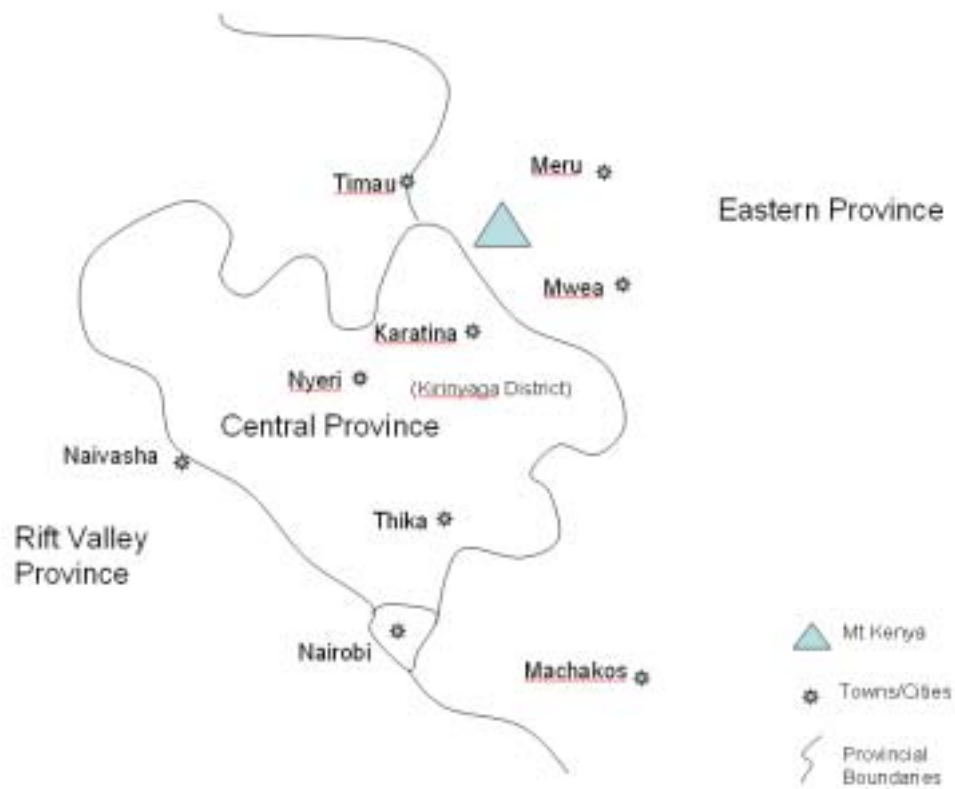 Meru
Timau
Eastern Province
Mwea
Karatina
Nyeri
(Kirinyaga District)
Central Province
Naivasha
Thika
Rift Valley
Province
Nairobi
Machakos
Mt Kenya
Towns/Cities
Provincial
Boundaries